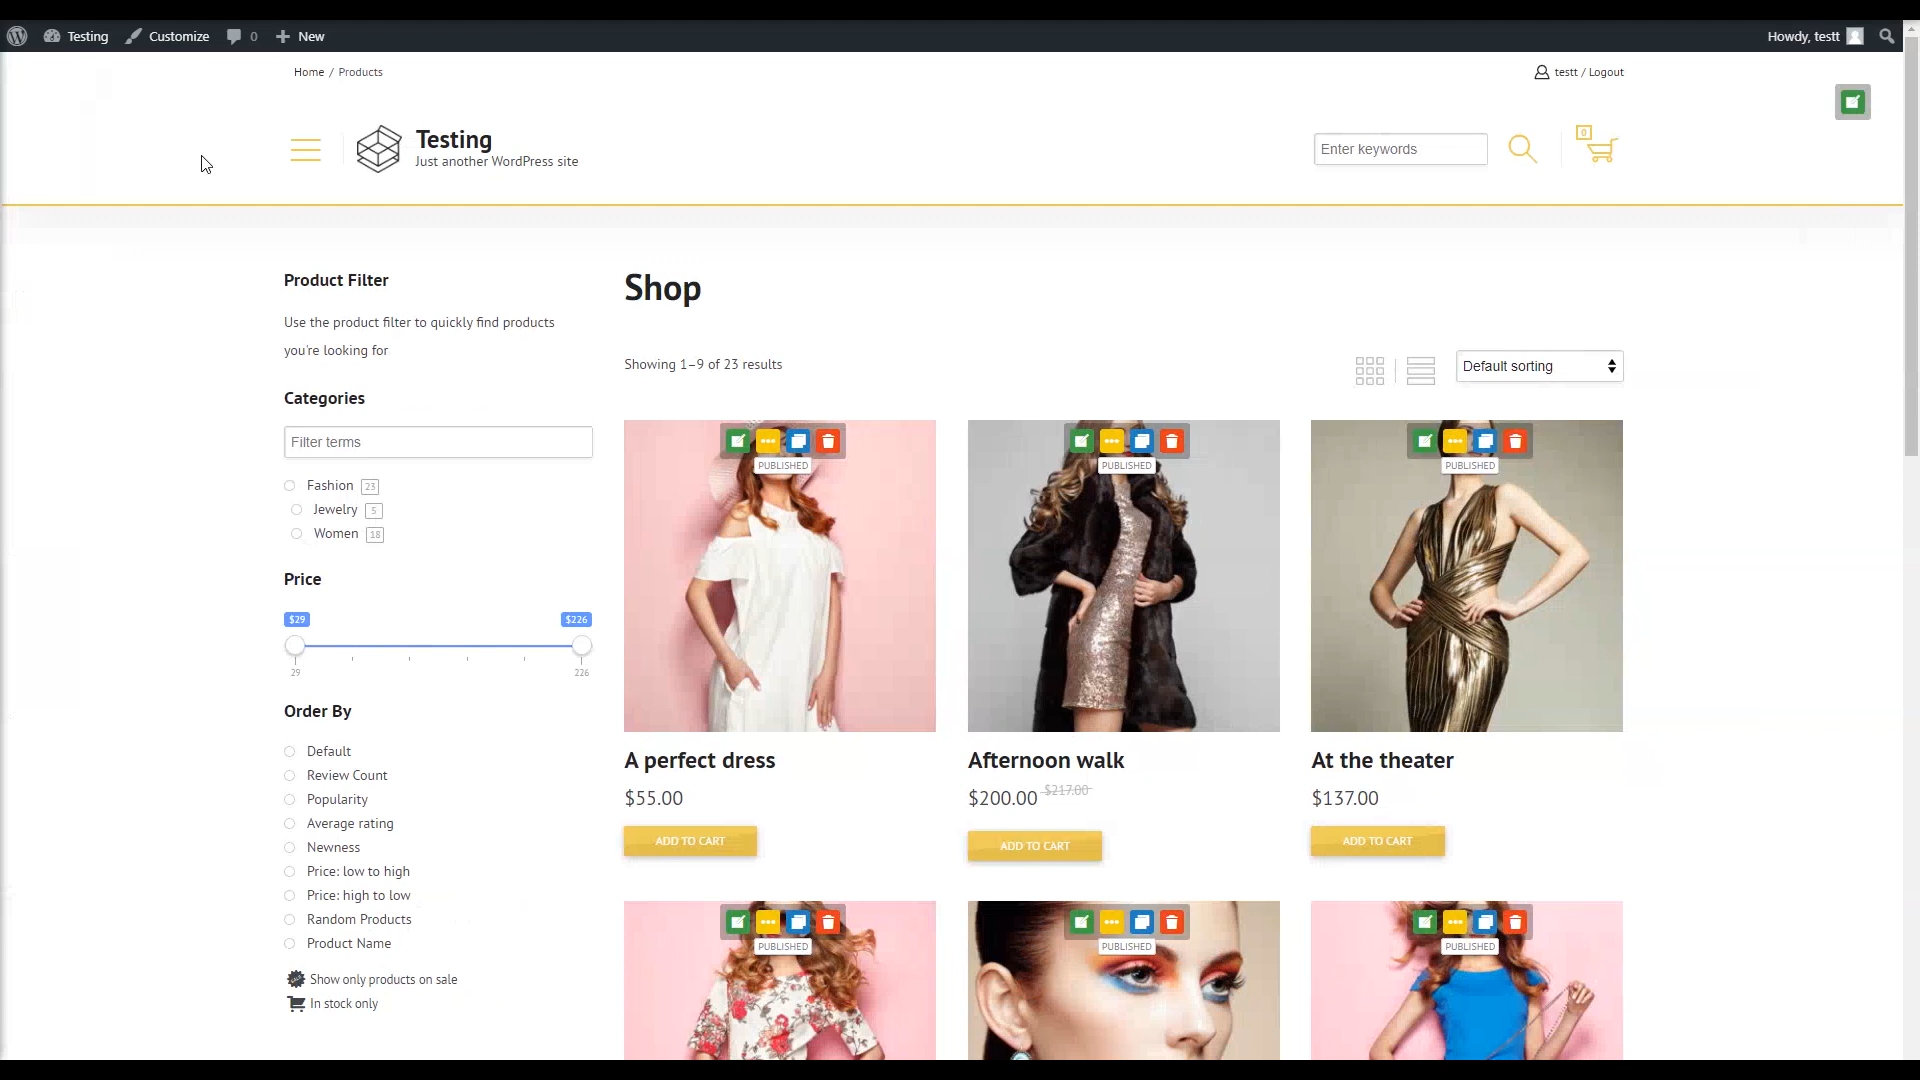 Testing
Customize
0
New
Howdy, testt
Home / Products
testt / Logout
Testing
Just another WordPress site
Enter keywords
0
Product Filter
Use the product filter to quickly find products
you're looking for
Categories
Filter terms
Fashion 23
Jewelry 5
Women 18
Price
$29
$226
29
226
Order By
Default
Review Count
Popularity
Average rating
Newness
Price: low to high
Price: high to low
Random Products
Product Name
Show only products on sale
In stock only
Shop
Showing 1–9 of 23 results
Default sorting
PUBLISHED
PUBLISHED
PUBLISHED
A perfect dress
$55.00
ADD TO CART
Afternoon walk
$200.00 $217.00
ADD TO CART
At the theater
$137.00
ADD TO CART
PUBLISHED
PUBLISHED
PUBLISHED